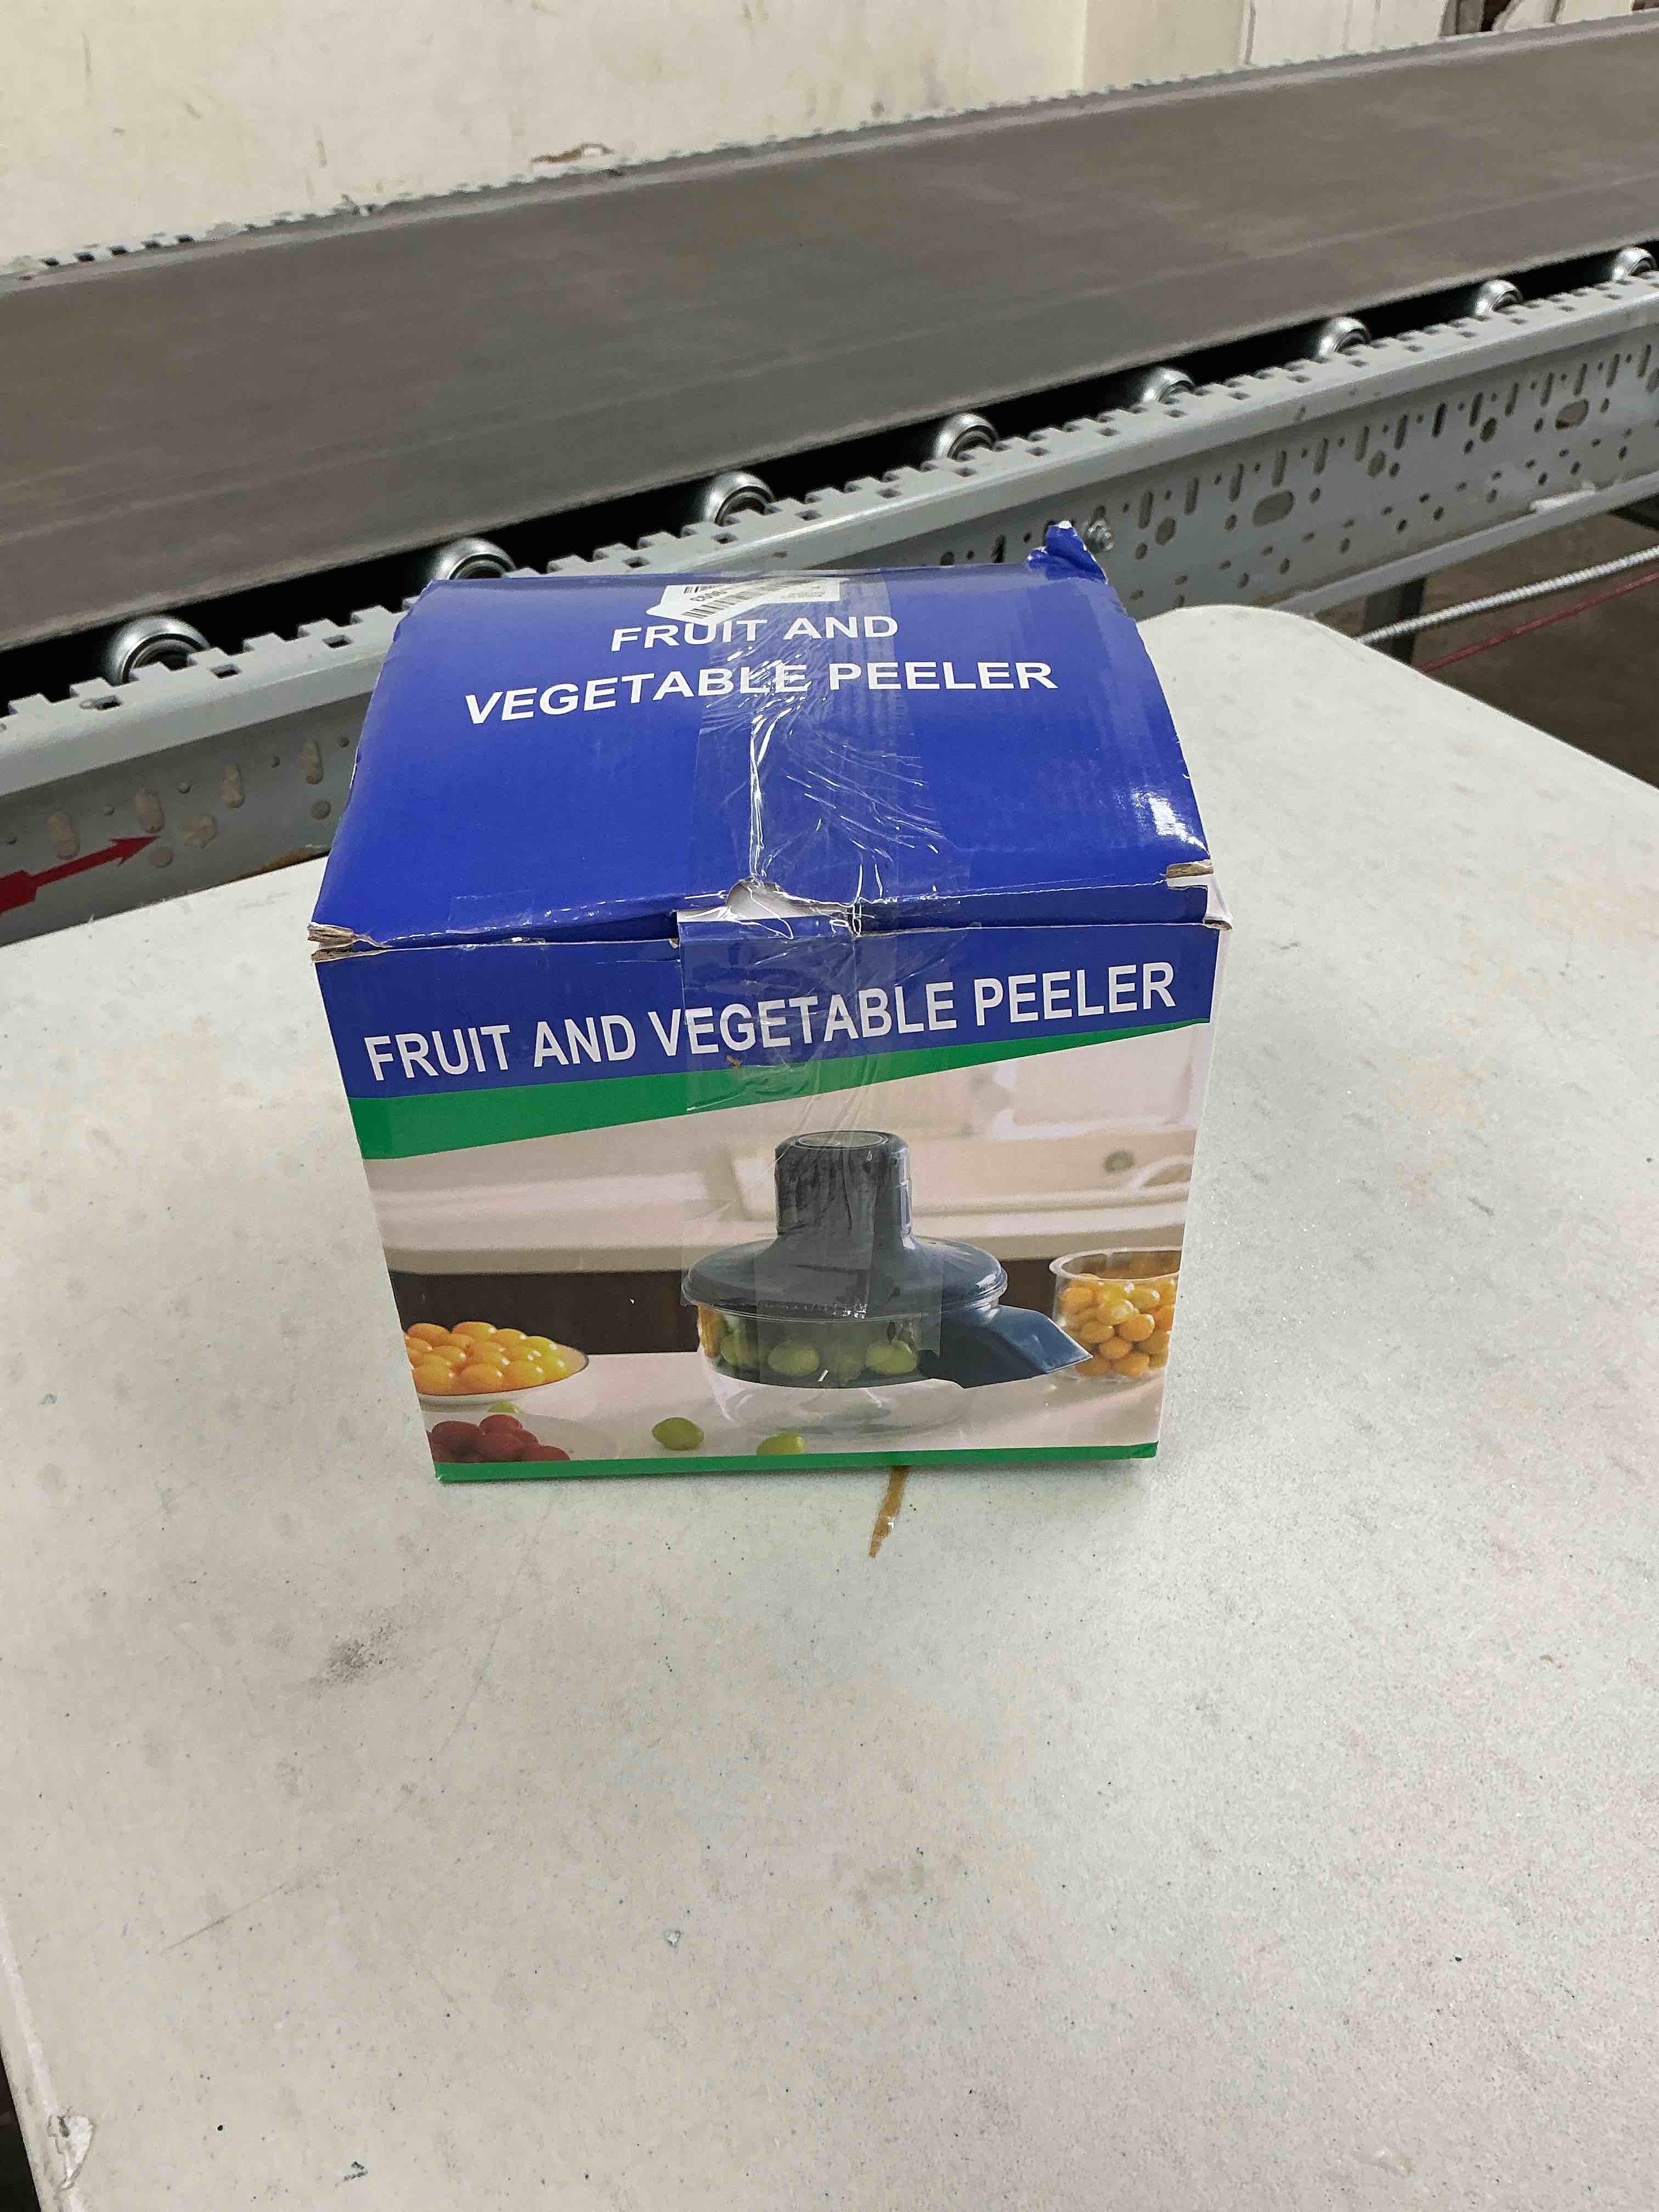 FRUIT AND
VEGETABLE PEELER
FRUIT AND VEGETABLE PEELER